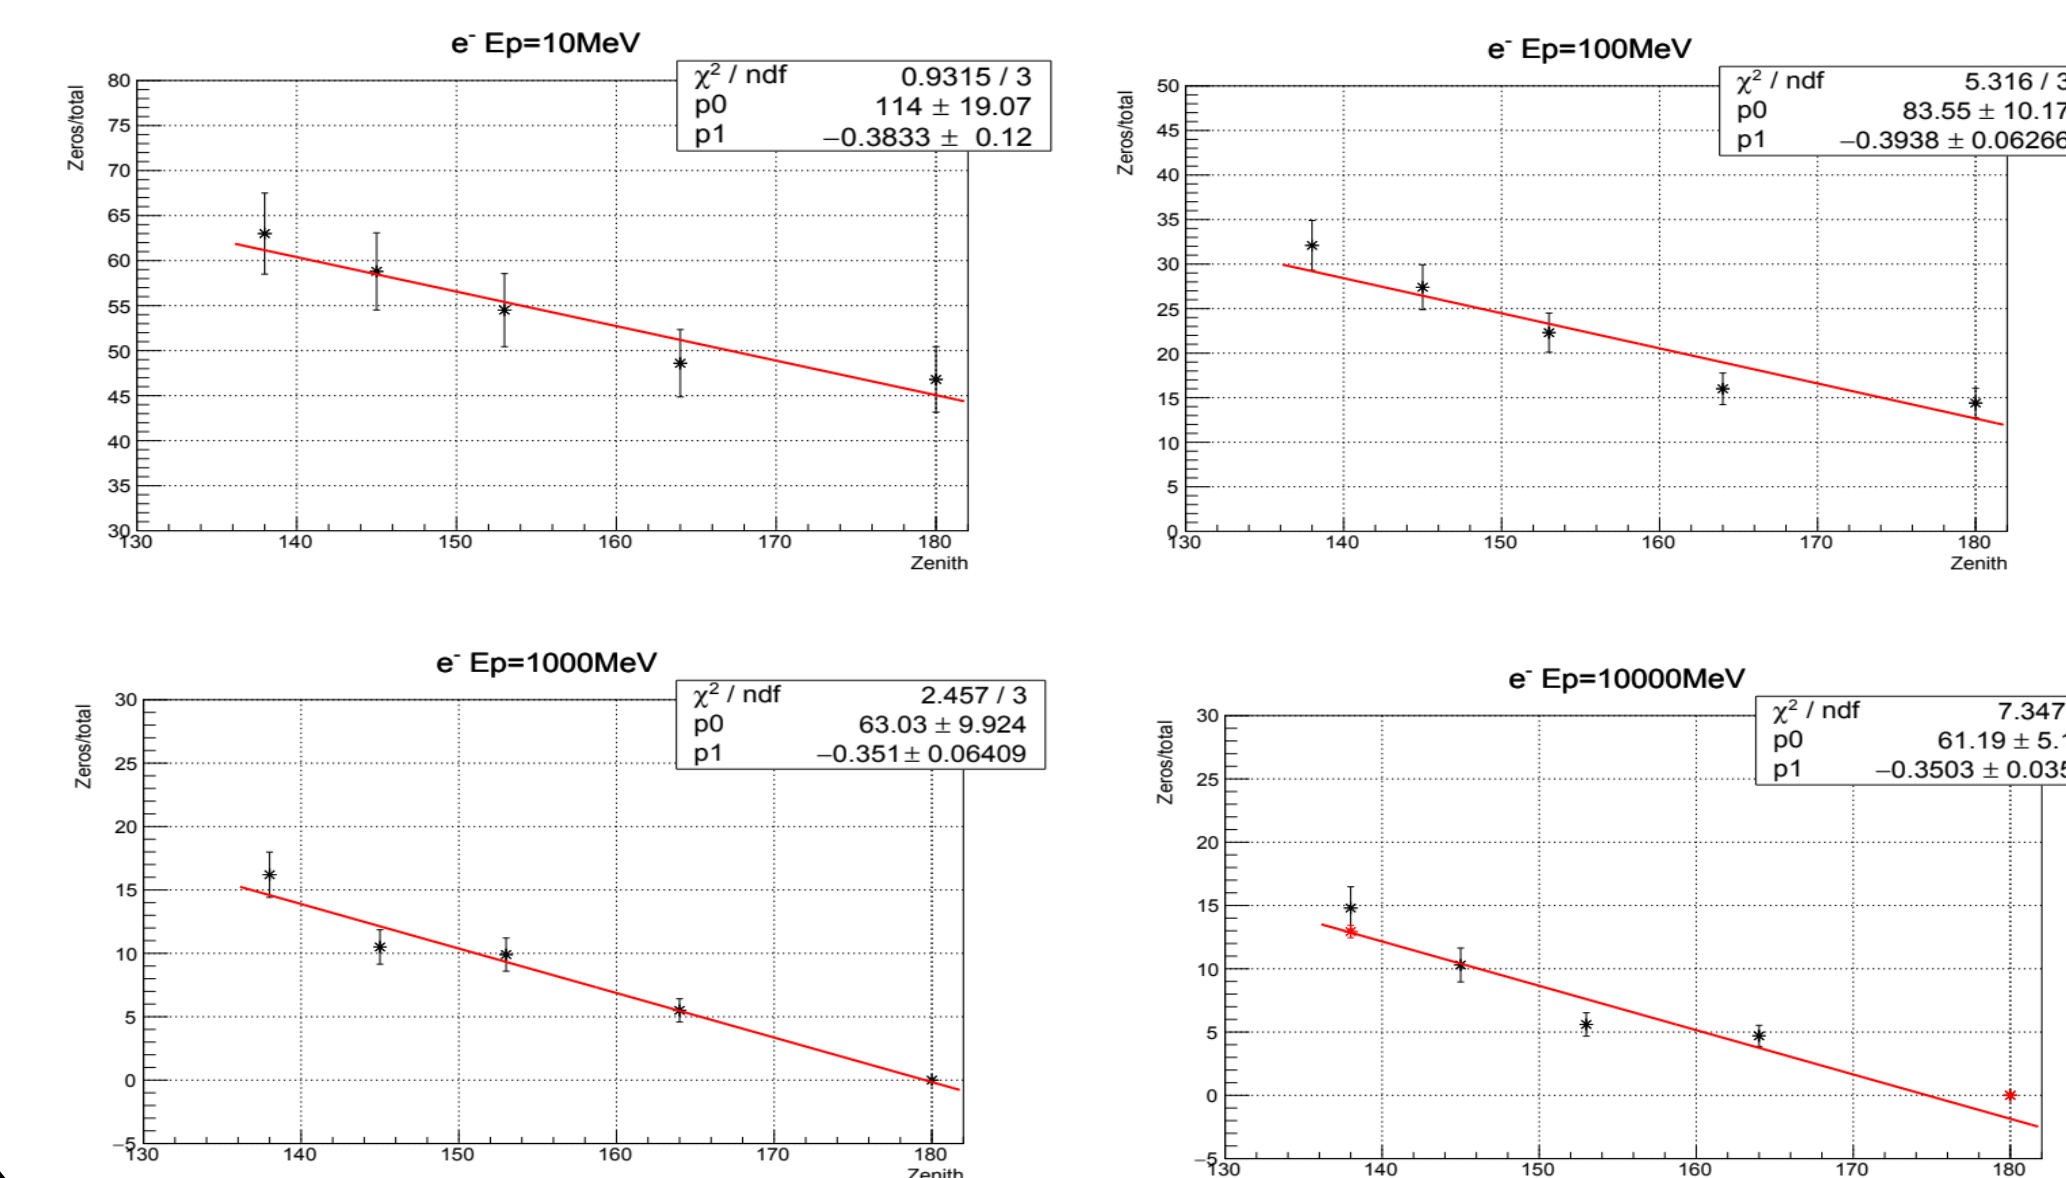 e- Ep=10MeV
χ2 / ndf 0.9315 / 3
p0 114 ± 19.07
p1 −0.3833 ± 0.12
Zeros/total
80
75
70
65
60
55
50
45
40
35
30
130 140 150 160 170 180
Zenith
e- Ep=100MeV
χ2 / ndf 5.316 / 3
p0 83.55 ± 10.17
p1 −0.3938 ± 0.06266
Zeros/total
50
45
40
35
30
25
20
15
10
5
0
130 140 150 160 170 180
Zenith
e- Ep=1000MeV
χ2 / ndf 2.457 / 3
p0 63.03 ± 9.924
p1 −0.351 ± 0.06409
Zeros/total
30
25
20
15
10
5
0
−5
130 140 150 160 170 180
Zenith
e- Ep=10000MeV
χ2 / ndf 7.347
p0 61.19 ± 5.1
p1 −0.3503 ± 0.035
Zeros/total
30
25
20
15
10
5
0
−5
130 140 150 160 170 180